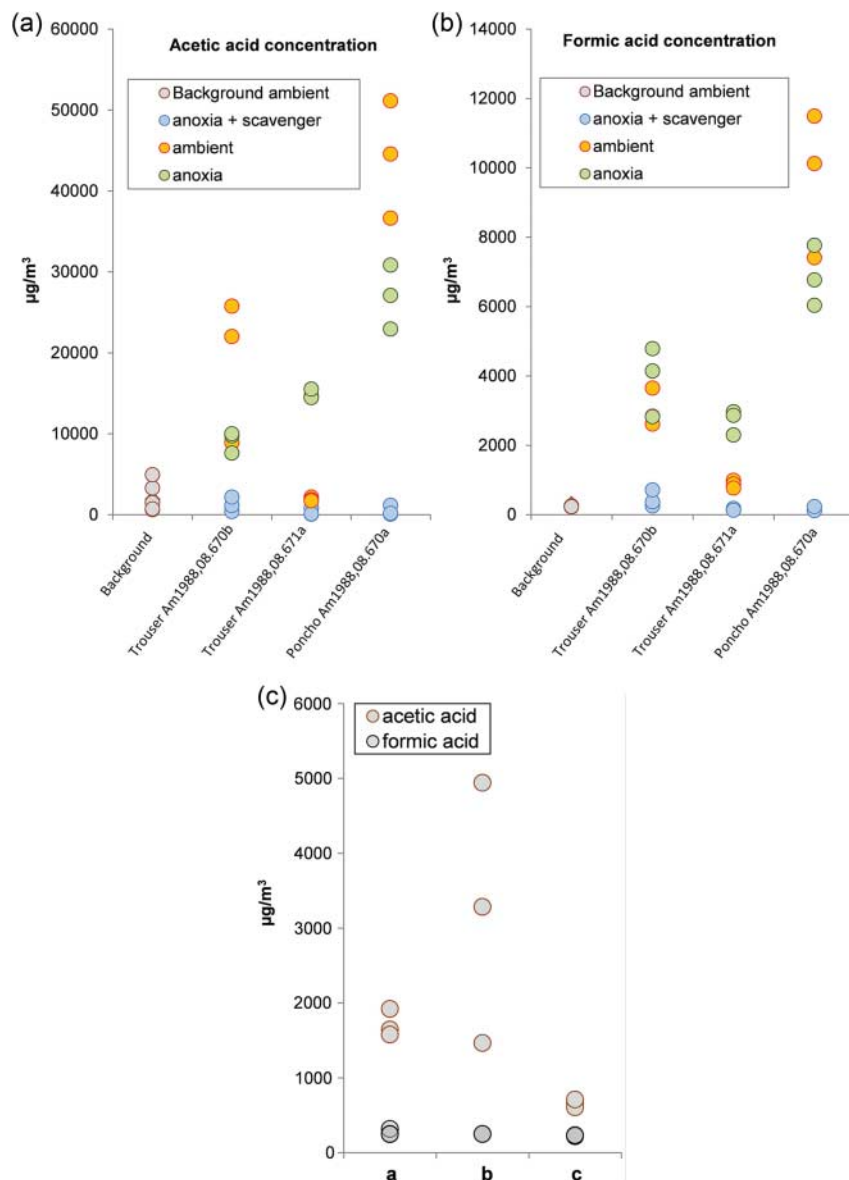 (a)
Acetic acid concentration
60000
50000
40000
30000
20000
10000
0
µg/m³
Background ambient
anoxia + scavenger
ambient
anoxia
Background
Trouser Am1988,08.670b
Trouser Am1988,08.671a
Poncho Am1988,08.670a
(b)
Formic acid concentration
14000
12000
10000
8000
6000
4000
2000
0
µg/m³
Background ambient
anoxia + scavenger
ambient
anoxia
Background
Trouser Am1988,08.670b
Trouser Am1988,08.671a
Poncho Am1988,08.670a
(c)
6000
5000
4000
3000
2000
1000
0
µg/m³
acetic acid
formic acid
a b c